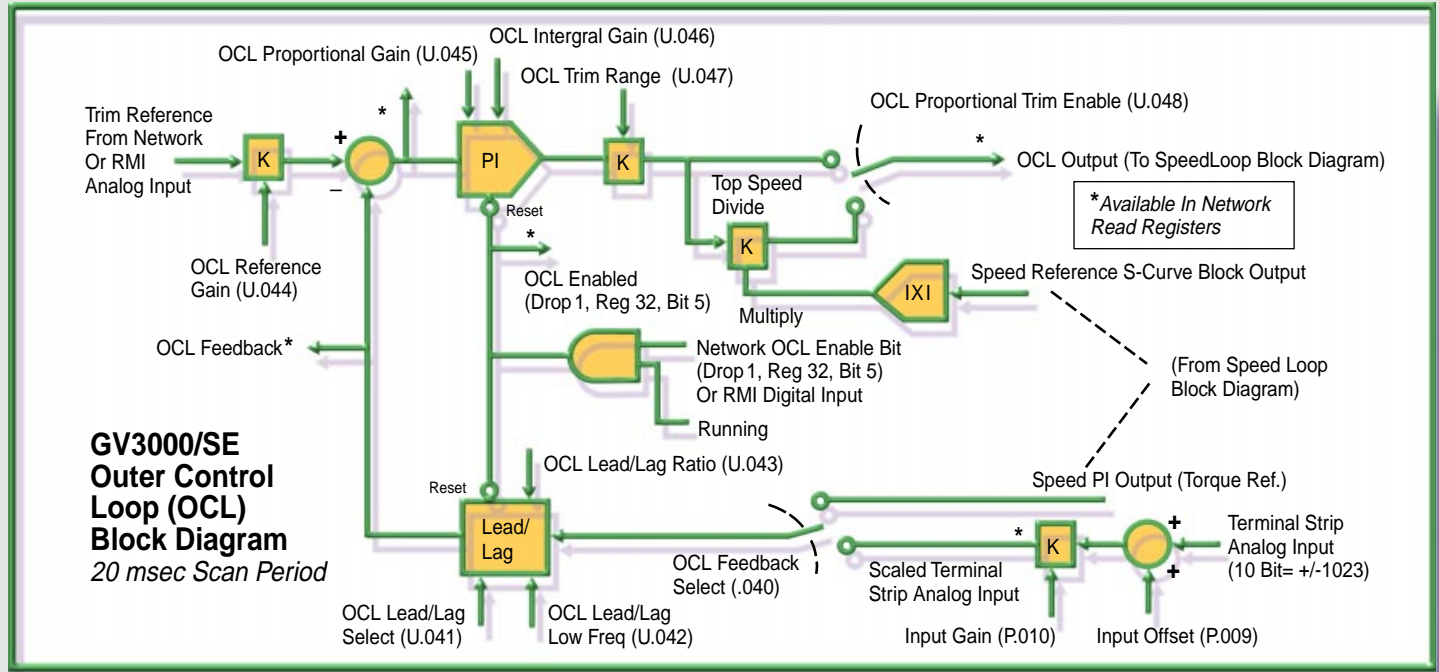 OCL Intergral Gain (U.046)
OCL Proportional Gain (U.045)
OCL Trim Range (U.047)
OCL Proportional Trim Enable (U.048)
Trim Reference
From Network
Or RMI
Analog Input
K
+
–
*
PI
K
*
OCL Output (To SpeedLoop Block Diagram)
*Available In Network
Read Registers
Top Speed
Divide
K
Reset
*
OCL Reference
Gain (U.044)
OCL Enabled
(Drop 1, Reg 32, Bit 5)
Speed Reference S-Curve Block Output
IXI
Multiply
OCL Feedback*
Network OCL Enable Bit
(Drop 1, Reg 32, Bit 5)
Or RMI Digital Input
Running
(From Speed Loop
Block Diagram)
GV3000/SE
Outer Control
Loop (OCL)
Block Diagram
20 msec Scan Period
OCL Lead/Lag Ratio (U.043)
Reset
Lead/
Lag
Speed PI Output (Torque Ref.)
OCL Feedback
Select (.040)
*
K
+
+
Terminal Strip
Analog Input
(10 Bit= +/-1023)
Scaled Terminal
Strip Analog Input
OCL Lead/Lag
Select (U.041)
OCL Lead/Lag
Low Freq (U.042)
Input Gain (P.010)
Input Offset (P.009)